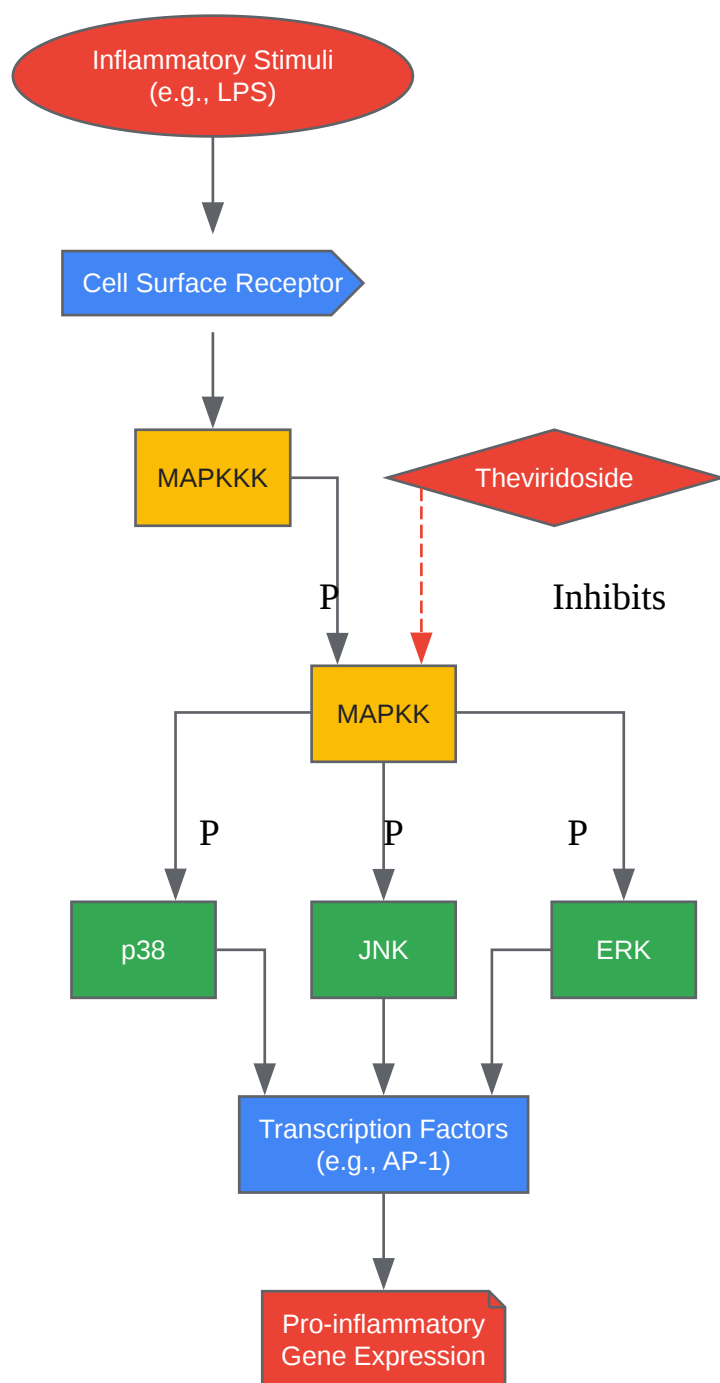 Inflammatory Stimuli
(e.g., LPS)
Cell Surface Receptor
MAPKKK
Theviridoside
P
Inhibits
MAPKK
P
P
P
p38
JNK
ERK
Transcription Factors
(e.g., AP-1)
Pro-inflammatory
Gene Expression